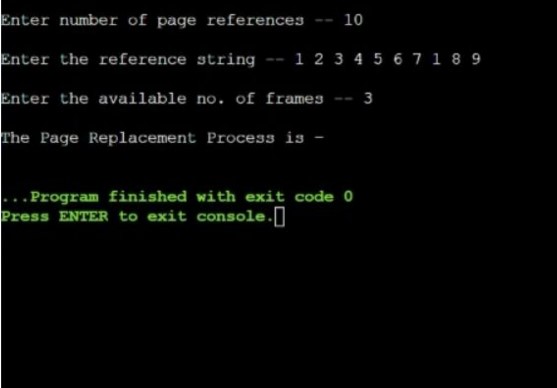 Enter number of page references -- 10
Enter the reference string -- 1 2 3 4 5 6 7 1 8 9
Enter the available no. of frames -- 3
The Page Replacement Process is -
...Program finished with exit code 0
Press ENTER to exit console.